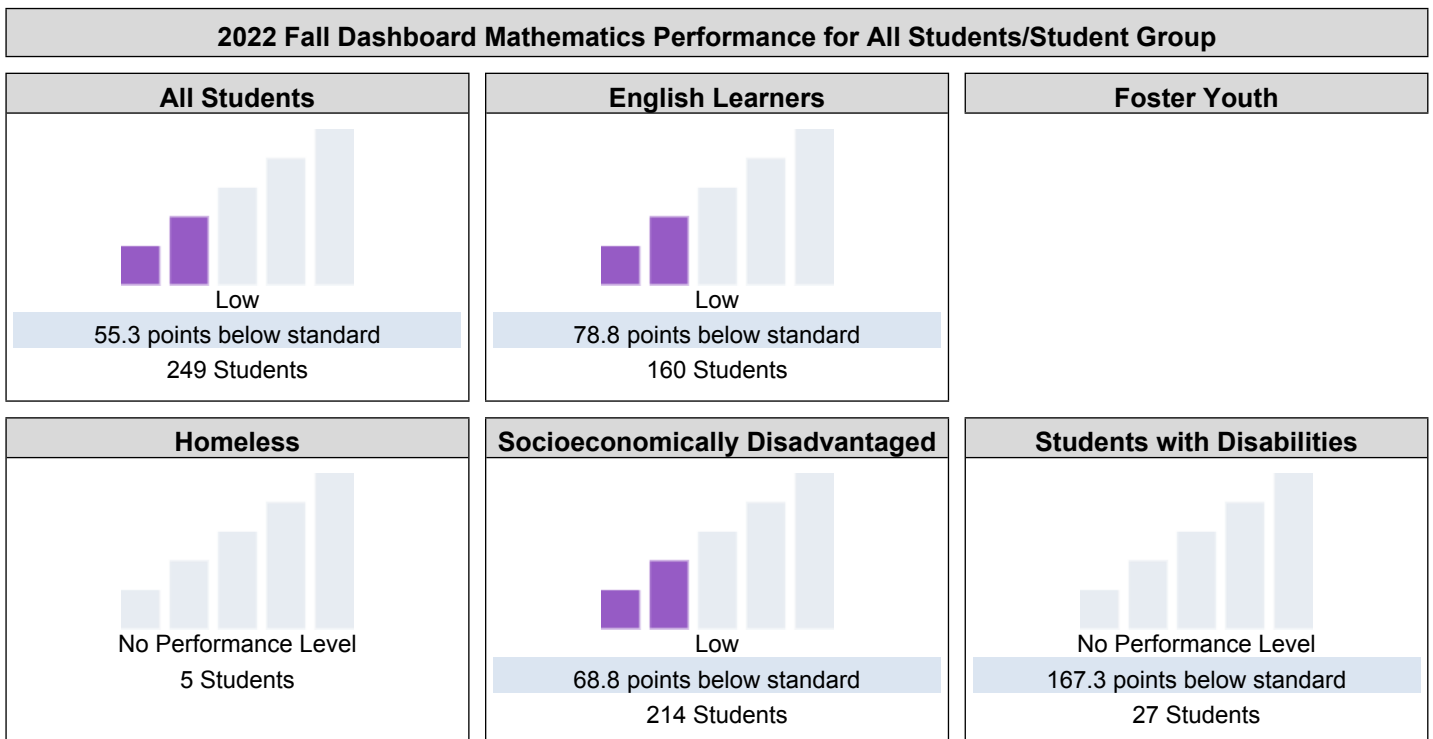 2022 Fall Dashboard Mathematics Performance for All Students/Student Group
All Students
Low
55.3 points below standard
249 Students
English Learners
Low
78.8 points below standard
160 Students
Foster Youth
Homeless
No Performance Level
5 Students
Socioeconomically Disadvantaged
Low
68.8 points below standard
214 Students
Students with Disabilities
No Performance Level
167.3 points below standard
27 Students